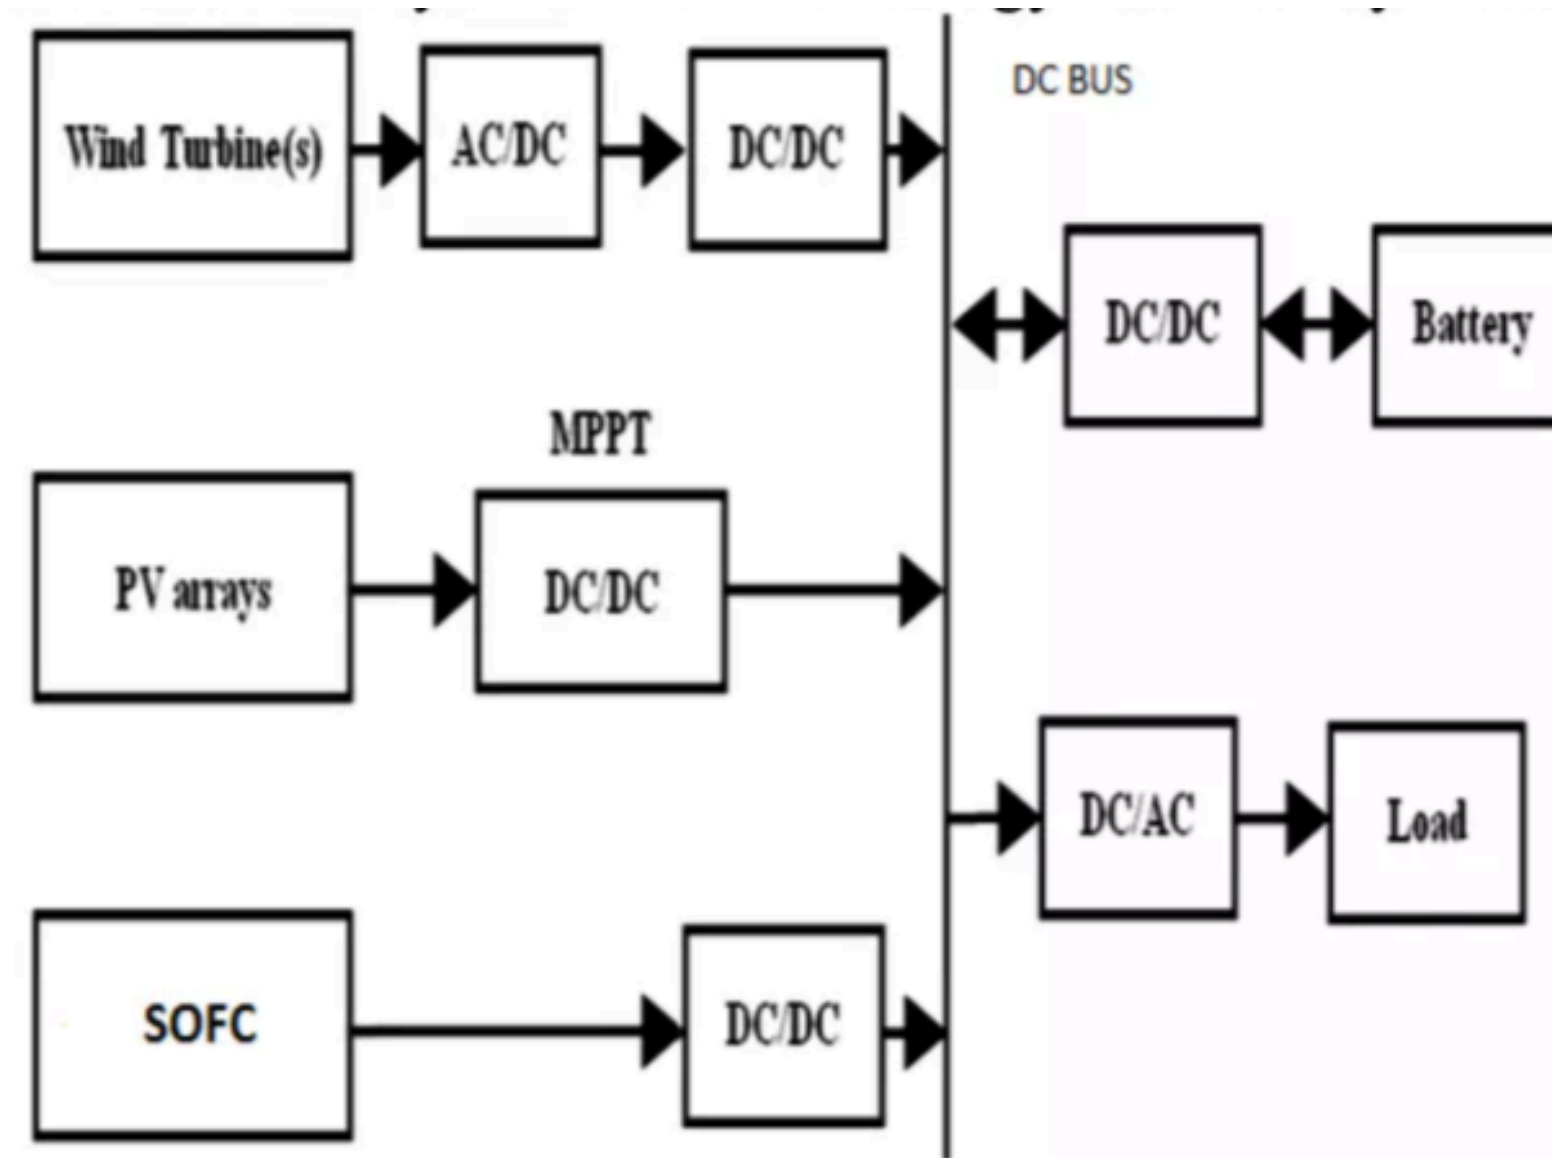 DC BUS
Wind Turbine(s)
AC/DC
DC/DC
DC/DC
Battery
MPPT
PV arrays
DC/DC
DC/AC
Load
SOFC
DC/DC